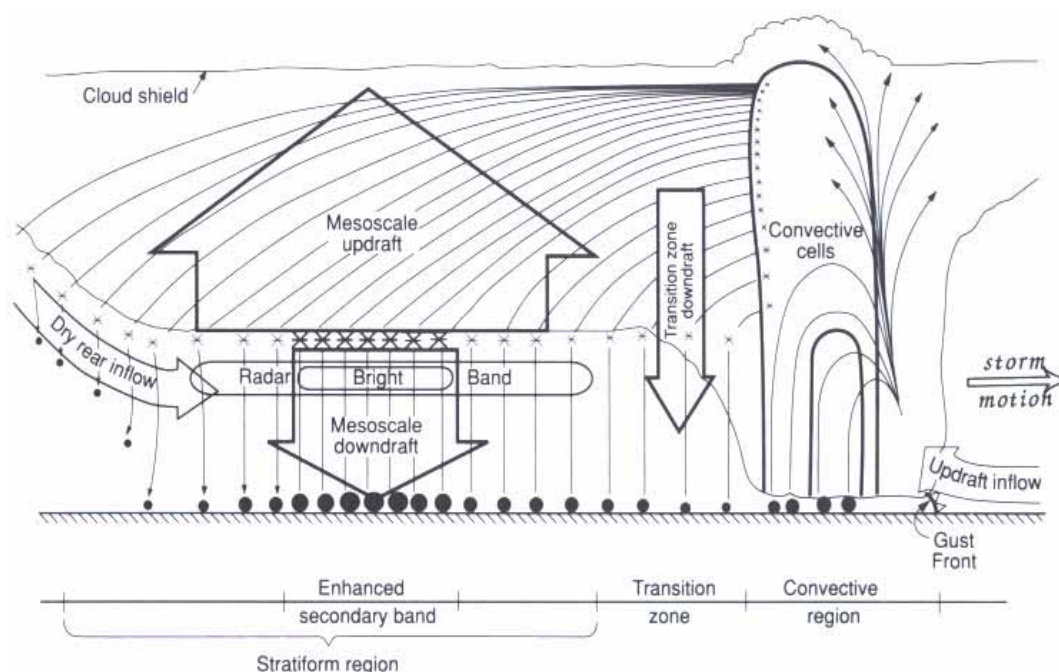 Cloud shield
Mesoscale
updraft
Transition zone
downdraft
Convective
cells
Dry rear inflow
Radar Bright Band
Mesoscale
downdraft
storm
motion
Updraft inflow
Gust
Front
Enhanced
secondary band
Transition
zone
Convective
region
Stratiform region